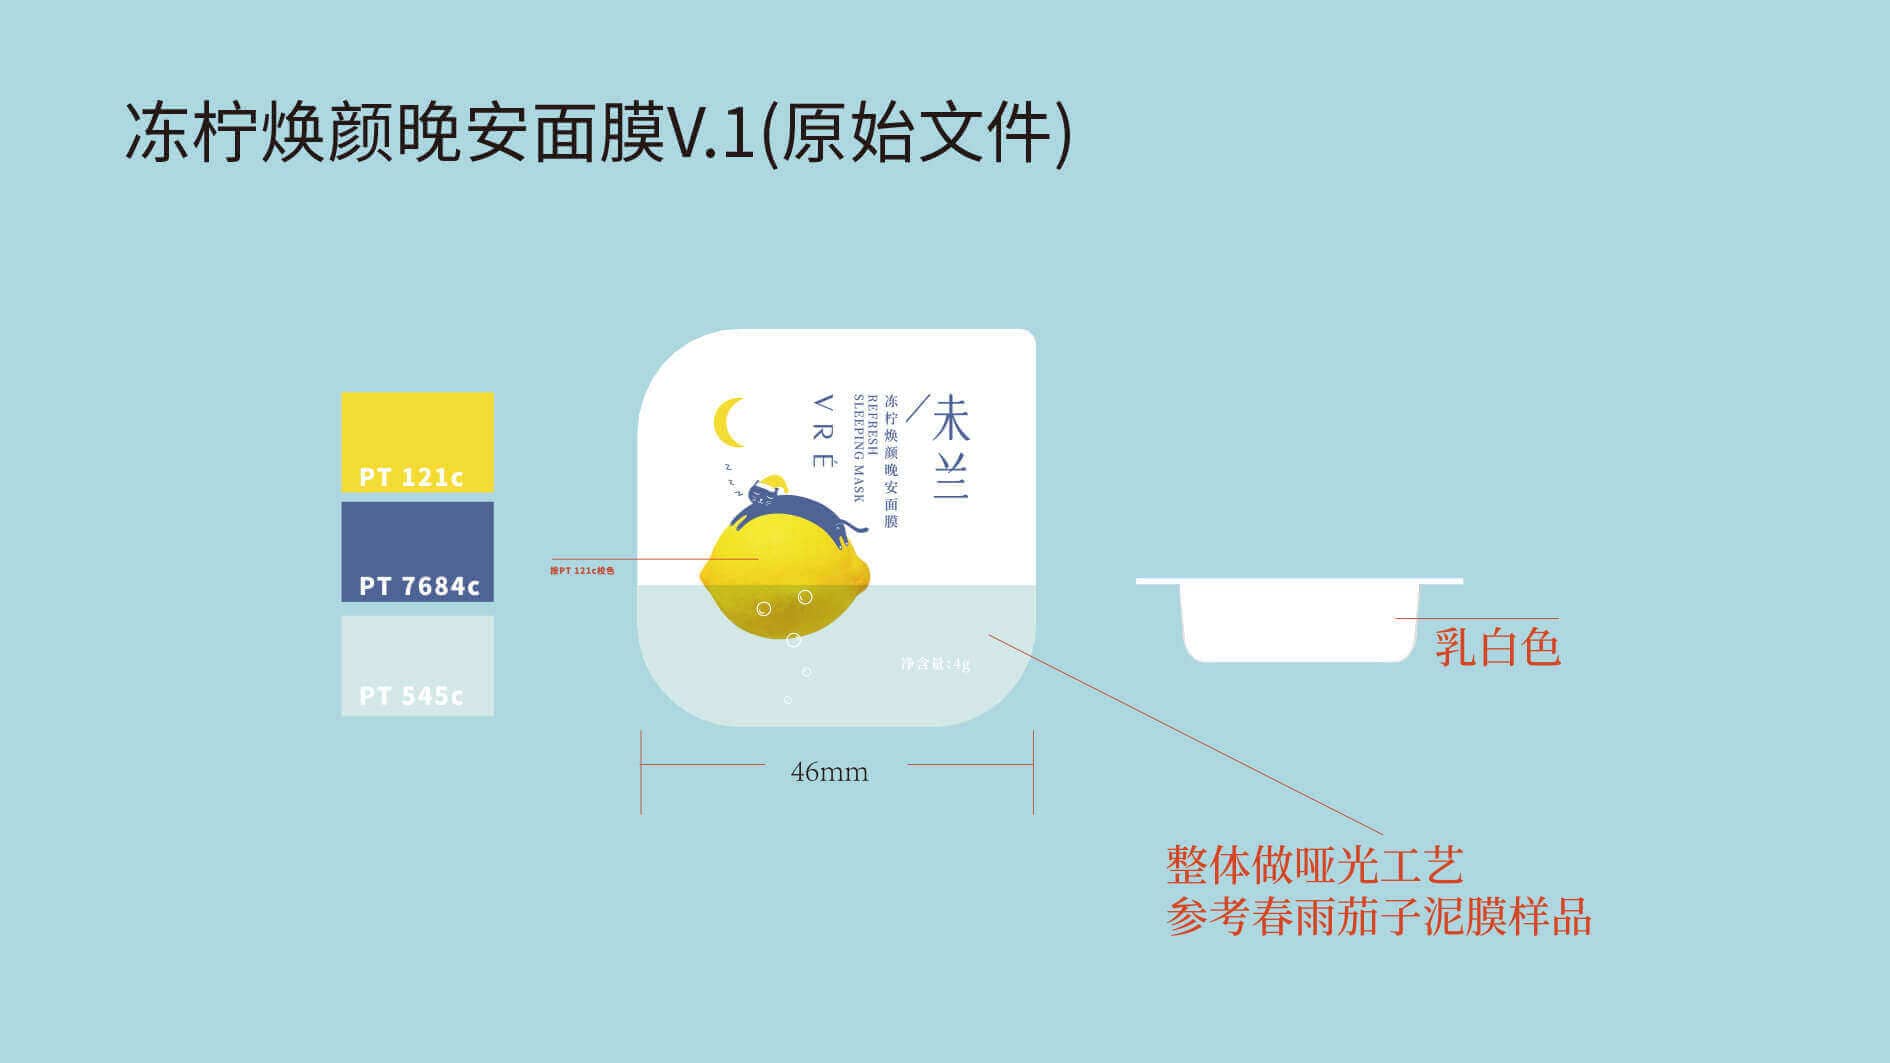 冻柠焕颜晚安面膜V.1(原始文件)
PT 121c
PT 7684c
PT 545c
按PT 121c校色
未兰
冻柠焕颜晚安面膜
REFRESH
SLEEPING MASK
VRÉ
z
z
z
净含量:4g
46mm
乳白色
整体做哑光工艺
参考春雨茄子泥膜样品